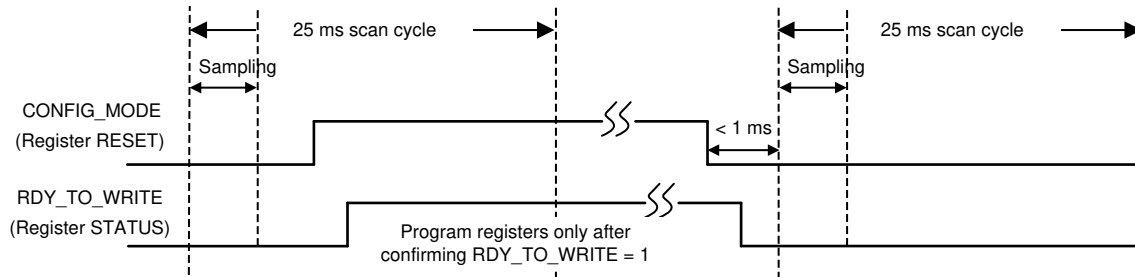 25 ms scan cycle
25 ms scan cycle
Sampling
Sampling
CONFIG_MODE
(Register RESET)
< 1 ms
RDY_TO_WRITE
(Register STATUS)
Program registers only after
confirming RDY_TO_WRITE = 1